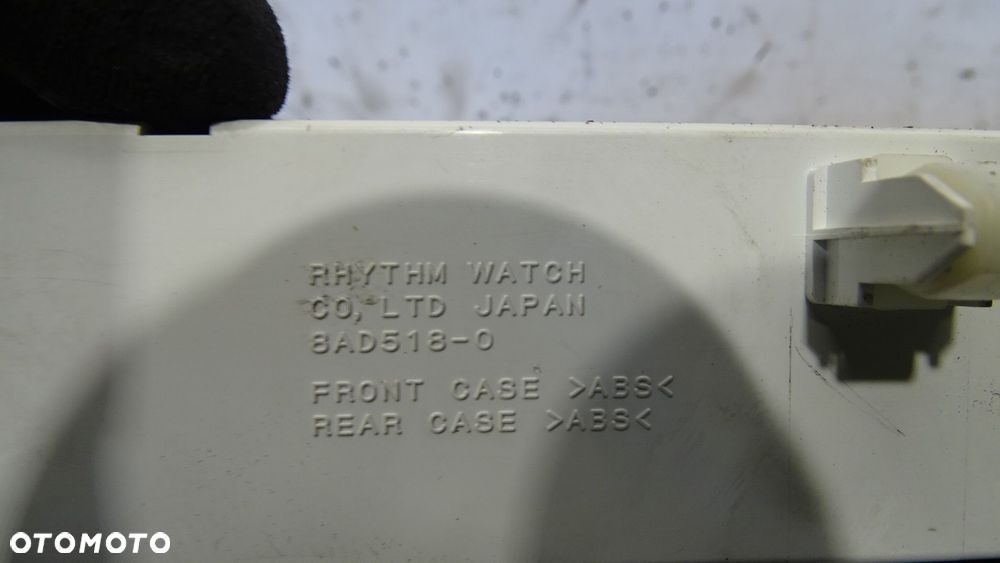 RHYTHM WATCH
CO, LTD JAPAN
8AD518-0
FRONT CASE >ABS<
REAR CASE >ABS<
OTOMOTO